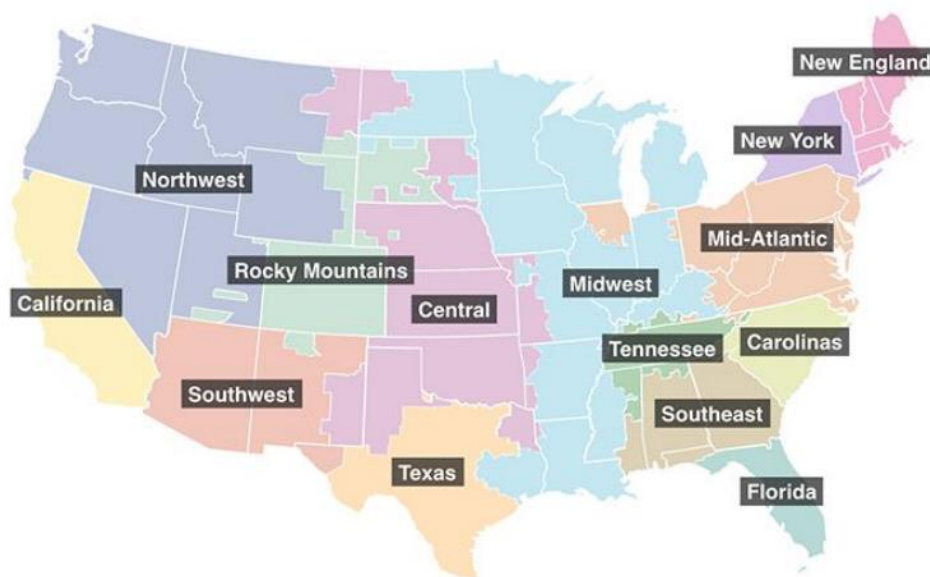 New England
New York
Northwest
Mid-Atlantic
Rocky Mountains
Midwest
California
Central
Carolinas
Tennessee
Southwest
Southeast
Texas
Florida